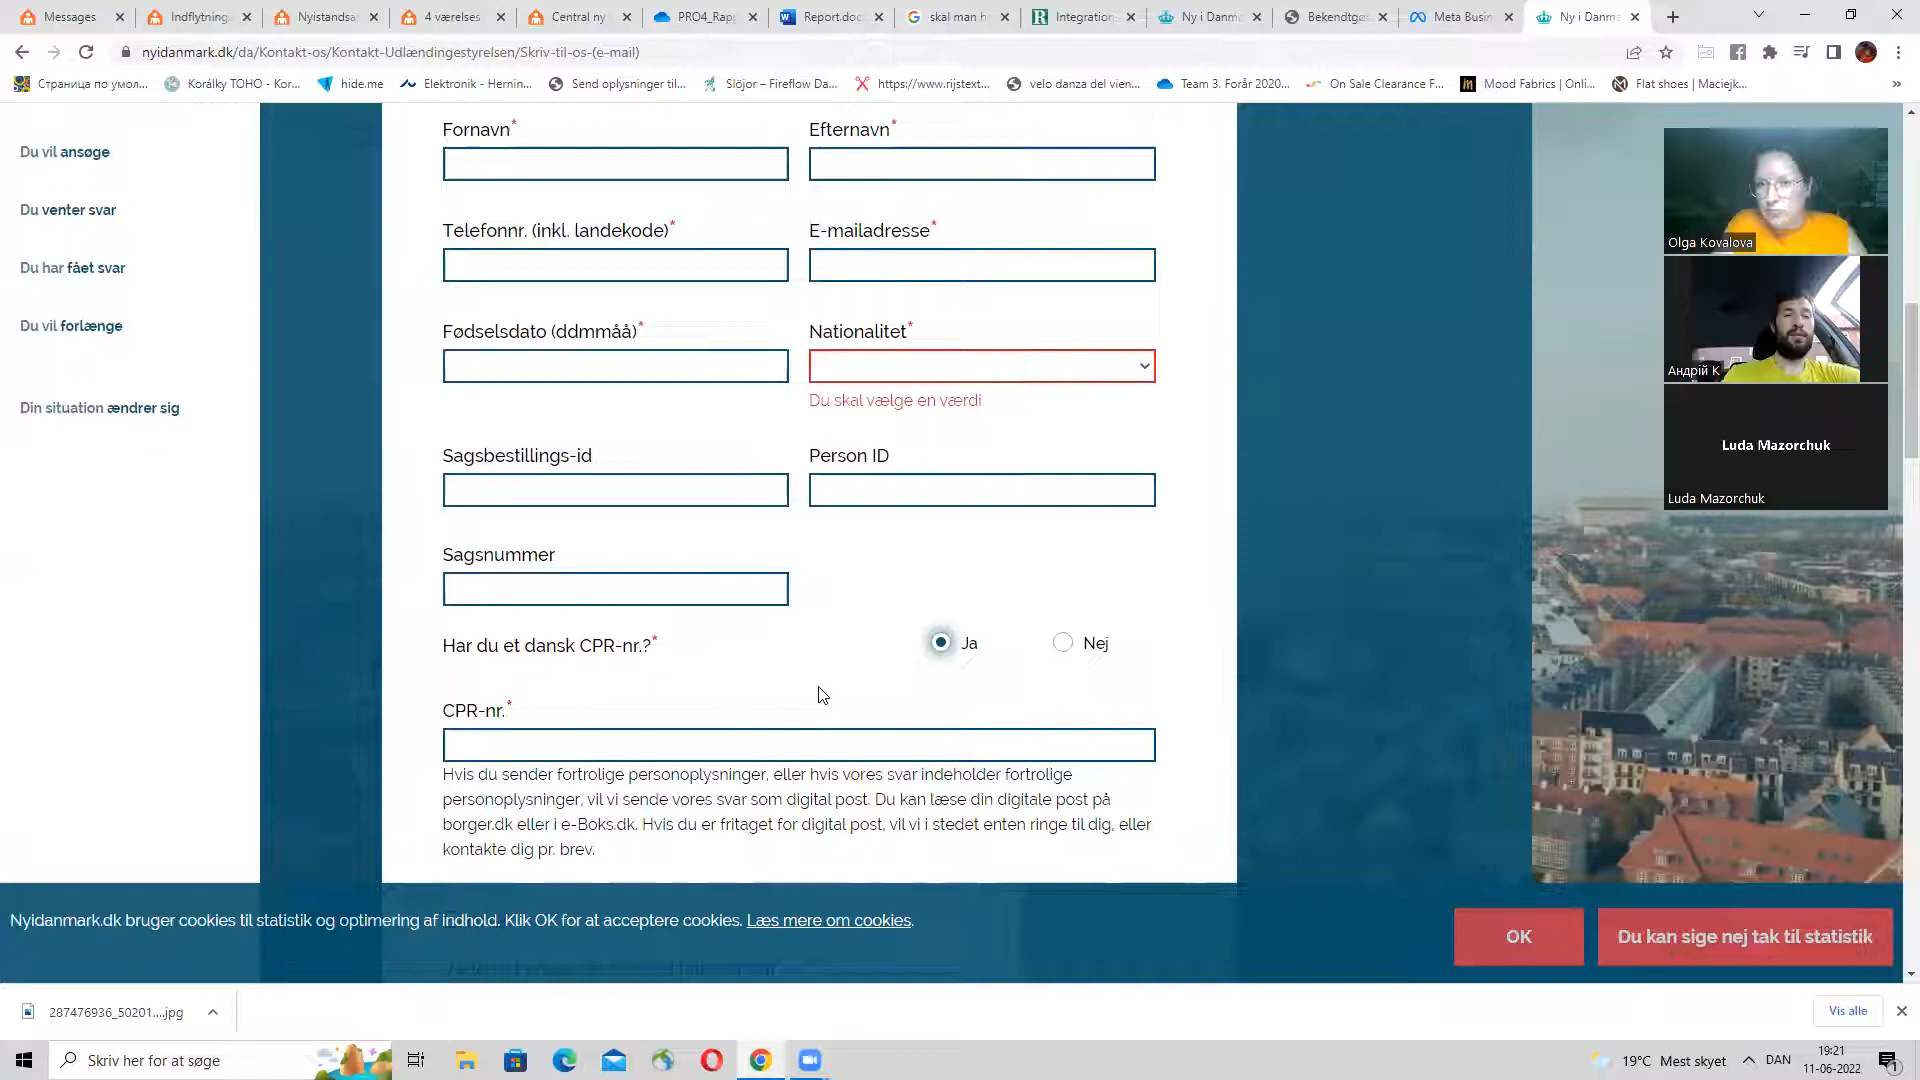 Messages
Indflytning
Nyistandsa
4 værelses
Central ny
PRO4_Rapp
Report.doc
skal man h
Integration
Ny i Danm
Bekendtgø
Meta Busin
Ny i Danm
nyidanmark.dk/da/Kontakt-os/Kontakt-Udlændingestyrelsen/Skriv-til-os-(e-mail)
Страница по умол...
Korálky TOHO - Kor...
hide.me
Elektronik - Hernin...
Send oplysninger til...
Slöjor – Fireflow Da...
https://www.rijstext...
velo danza del vien...
Team 3. Forår 2020...
On Sale Clearance F...
Mood Fabrics | Onli...
Flat shoes | Maciejk...
»
Du vil ansøge
Du venter svar
Du har fået svar
Du vil forlænge
Din situation ændrer sig
Fornavn*
Efternavn*
Telefonnr. (inkl. landekode)*
E-mailadresse*
Fødselsdato (ddmmåå)*
Nationalitet*
Du skal vælge en værdi
Sagsbestillings-id
Person ID
Sagsnummer
Har du et dansk CPR-nr.?*
Ja
Nej
CPR-nr.*
Hvis du sender fortrolige personoplysninger, eller hvis vores svar indeholder fortrolige
personoplysninger, vil vi sende vores svar som digital post. Du kan læse din digitale post på
borger.dk eller i e-Boks.dk. Hvis du er fritaget for digital post, vil vi i stedet enten ringe til dig, eller
kontakte dig pr. brev.
Olga Kovalova
Андрій К
Luda Mazorchuk
Luda Mazorchuk
Nyidanmark.dk bruger cookies til statistik og optimering af indhold. Klik OK for at acceptere cookies. Læs mere om cookies.
OK
Du kan sige nej tak til statistik
287476936_50201....jpg
Vis alle
Skriv her for at søge
19°C Mest skyet
DAN
19:21
11-06-2022
1